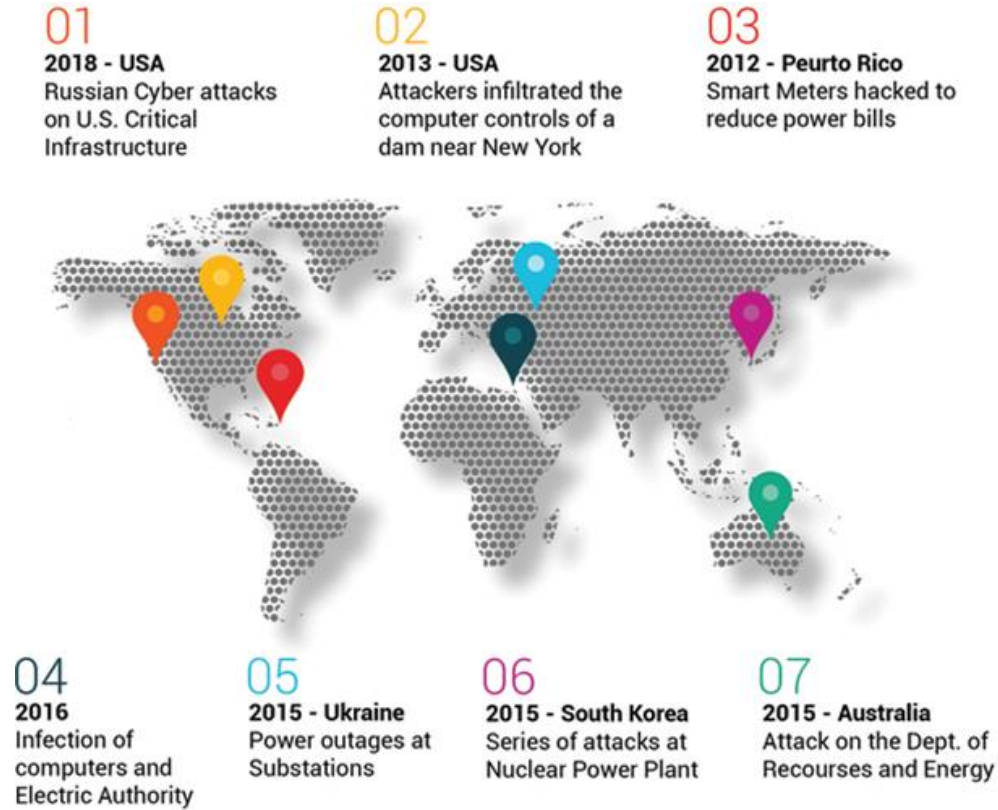 01
2018 - USA
Russian Cyber attacks
on U.S. Critical
Infrastructure
02
2013 - USA
Attackers infiltrated the
computer controls of a
dam near New York
03
2012 - Peurto Rico
Smart Meters hacked to
reduce power bills
04
2016
Infection of
computers and
Electric Authority
05
2015 - Ukraine
Power outages at
Substations
06
2015 - South Korea
Series of attacks at
Nuclear Power Plant
07
2015 - Australia
Attack on the Dept. of
Recourses and Energy